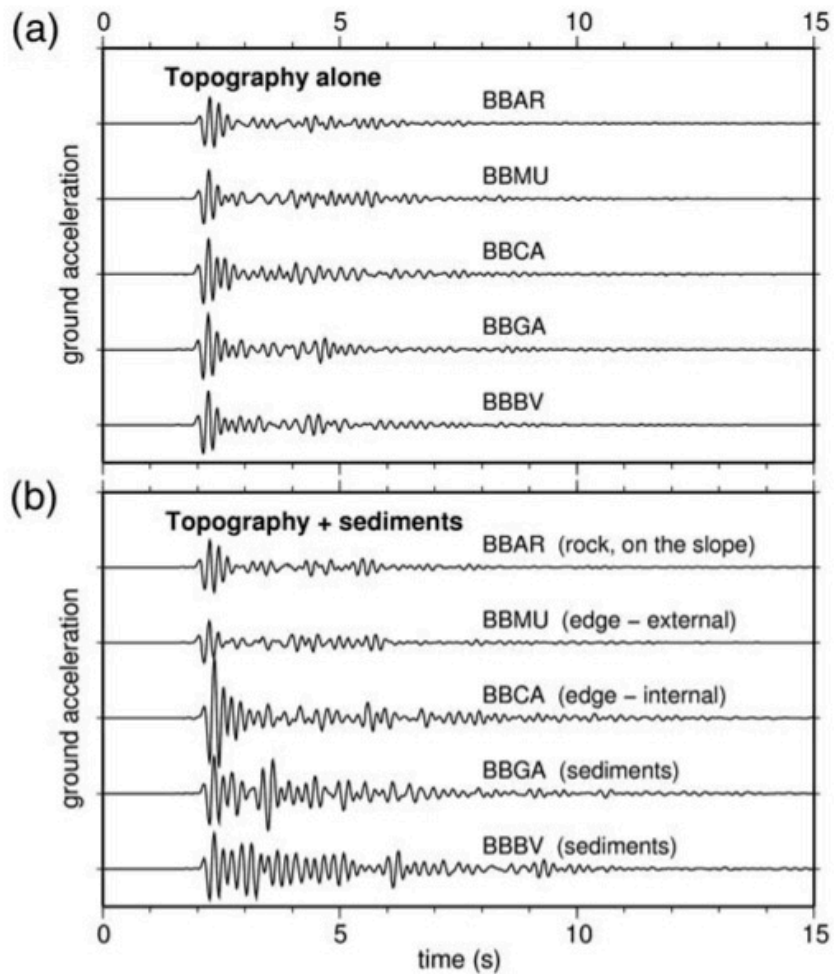 (a)
0 5 10 15
Topography alone
BBAR
BBMU
BBCA
BBGA
BBBV
ground acceleration
(b)
Topography + sediments
BBAR (rock, on the slope)
BBMU (edge − external)
BBCA (edge − internal)
BBGA (sediments)
BBBV (sediments)
ground acceleration
0 5 10 15
time (s)